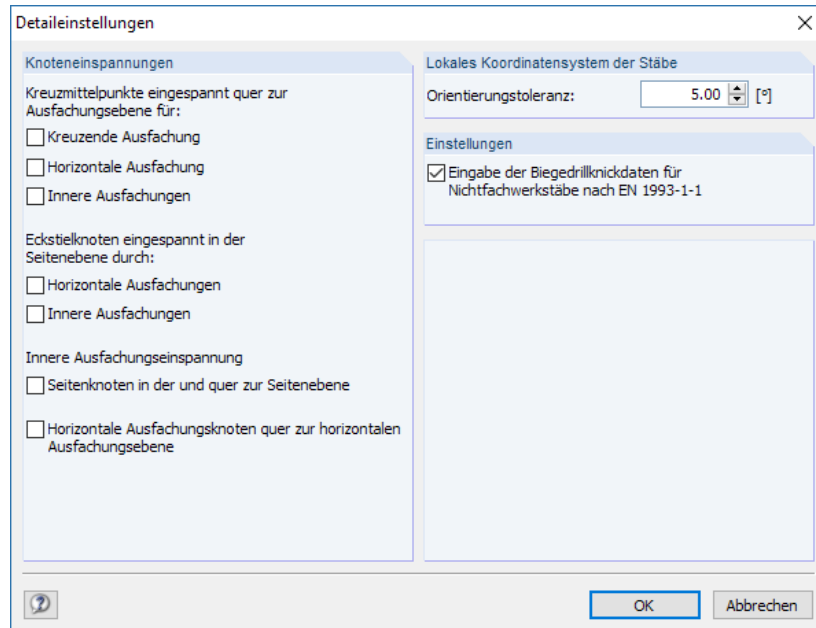 Detaileinstellungen
Knoteneinspannungen
Kreuzmittelpunkte eingespannt quer zur
Ausfachungsebene für:
Kreuzende Ausfachung
Horizontale Ausfachung
Innere Ausfachungen
Eckstielknoten eingespannt in der
Seitenebene durch:
Horizontale Ausfachungen
Innere Ausfachungen
Innere Ausfachungseinspannung
Seitenknoten in der und quer zur Seitenebene
Horizontale Ausfachungsknoten quer zur horizontalen
Ausfachungsebene
Lokales Koordinatensystem der Stäbe
Orientierungstoleranz: 5.00 [°]
Einstellungen
Eingabe der Biegedrillknickdaten für
Nichtfachwerkstäbe nach EN 1993-1-1
OK Abbrechen